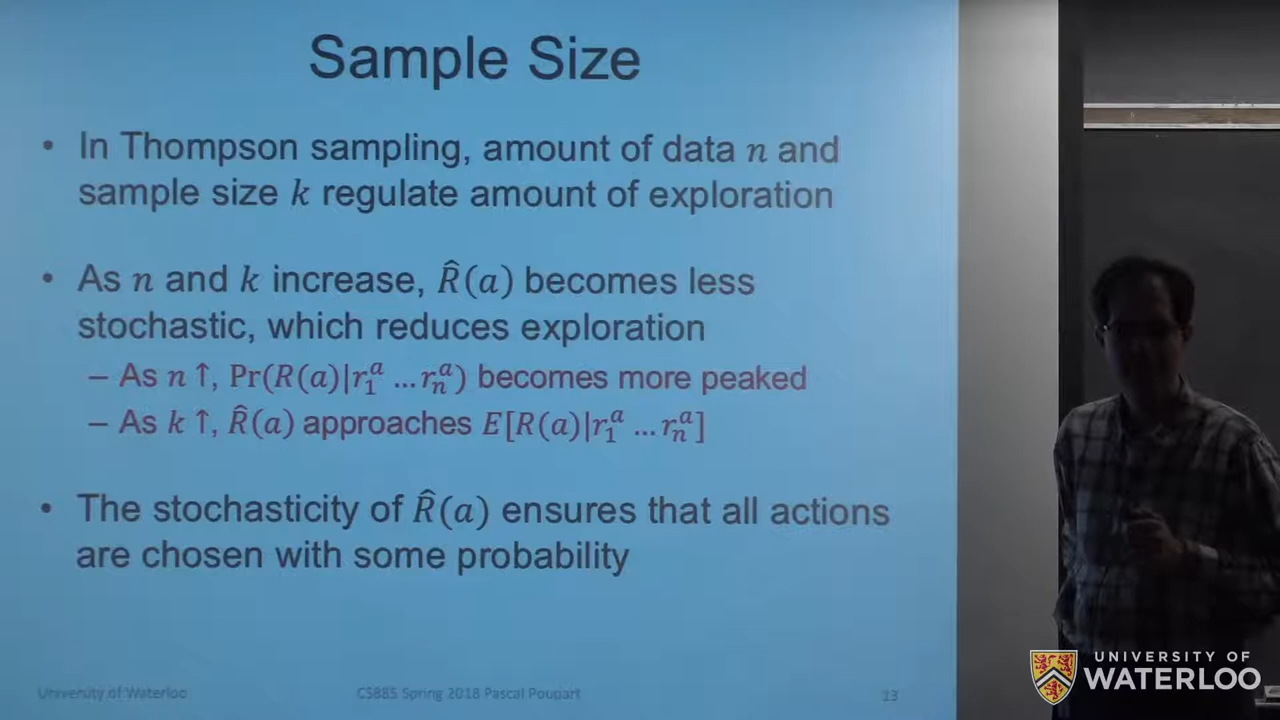 Sample Size
• In Thompson sampling, amount of data n and
sample size k regulate amount of exploration
• As n and k increase, R̂(a) becomes less
stochastic, which reduces exploration
– As n ↑, Pr(R(a)|r₁ᵃ … rₙᵃ) becomes more peaked
– As k ↑, R̂(a) approaches E[R(a)|r₁ᵃ … rₙᵃ]
• The stochasticity of R̂(a) ensures that all actions
are chosen with some probability
University of Waterloo CS885 Spring 2018 Pascal Poupart 13
UNIVERSITY OF
WATERLOO